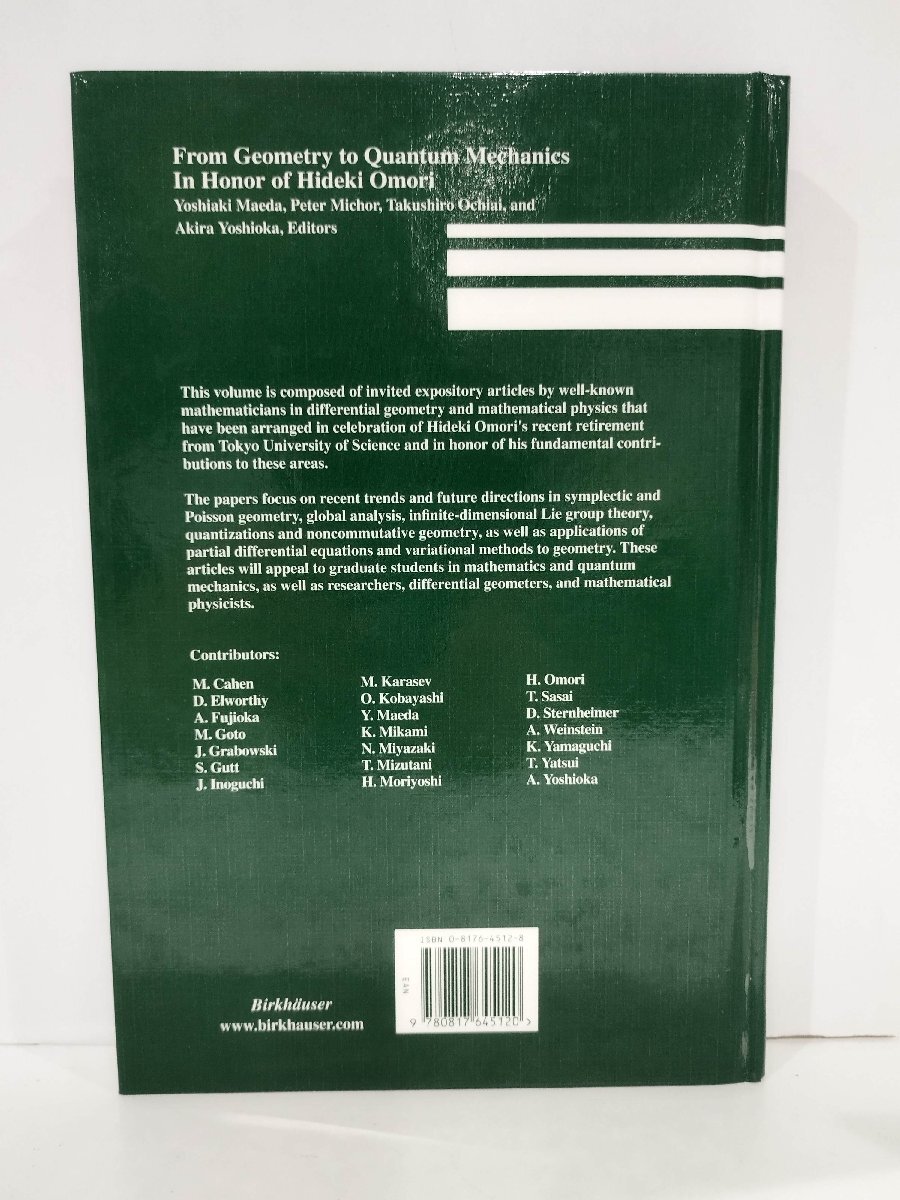 From Geometry to Quantum Mechanics
In Honor of Hideki Omori
Yoshiaki Maeda, Peter Michor, Takushiro Ochiai, and
Akira Yoshioka, Editors
This volume is composed of invited expository articles by well-known
mathematicians in differential geometry and mathematical physics that
have been arranged in celebration of Hideki Omori's recent retirement
from Tokyo University of Science and in honor of his fundamental contri-
butions to these areas.
The papers focus on recent trends and future directions in symplectic and
Poisson geometry, global analysis, infinite-dimensional Lie group theory,
quantizations and noncommutative geometry, as well as applications of
partial differential equations and variational methods to geometry. These
articles will appeal to graduate students in mathematics and quantum
mechanics, as well as researchers, differential geometers, and mathematical
physicists.
Contributors:
M. Cahen
D. Elworthy
A. Fujioka
M. Goto
J. Grabowski
S. Gutt
J. Inoguchi
M. Karasev
O. Kobayashi
Y. Maeda
K. Mikami
N. Miyazaki
T. Mizutani
H. Moriyoshi
H. Omori
T. Sasai
D. Sternheimer
A. Weinstein
K. Yamaguchi
T. Yatsui
A. Yoshioka
ISBN 0-8176-4512-8
EAN
9 780817 645120 >
Birkhäuser
www.birkhauser.com